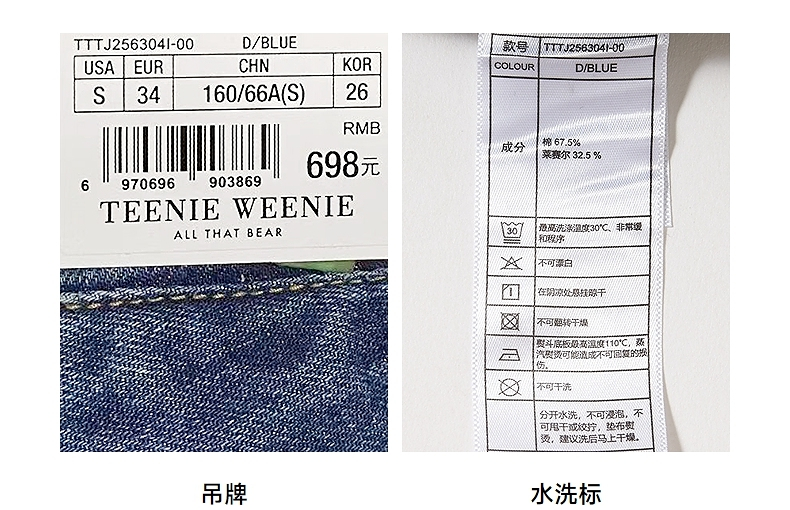 TTTJ256304I-00 D/BLUE
USA EUR CHN KOR
S 34 160/66A(S) 26
RMB
698元
6 970696 903869
TEENIE WEENIE
ALL THAT BEAR
款号 TTTJ256304I-00
COLOUR D/BLUE
成分
棉 67.5%
莱赛尔 32.5 %
30
最高洗涤温度30℃、非常缓
和程序
不可漂白
在阴凉处悬挂晾干
不可翻转干燥
熨斗底板最高温度110℃，蒸
汽熨烫可能造成不可回复的损
伤。
不可干洗
分开水洗，不可浸泡，不
可甩干或绞拧，垫布熨
烫，建议洗后马上干燥。
吊牌
水洗标